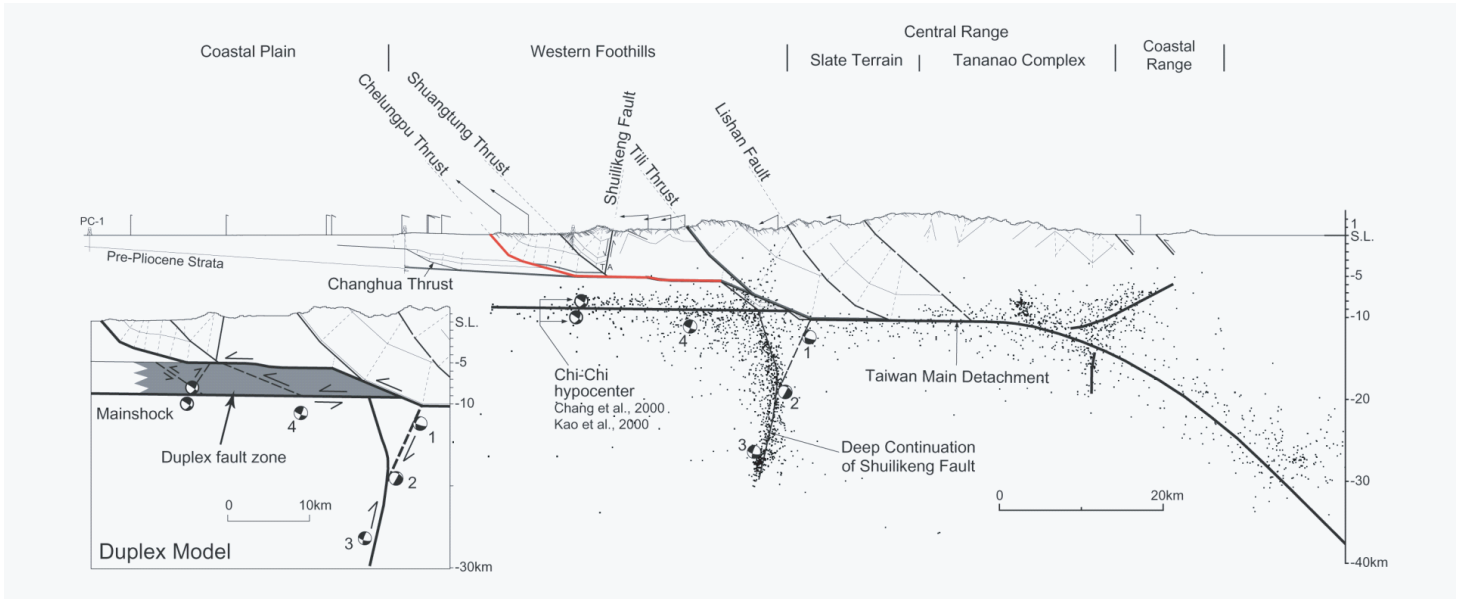 Central Range
Coastal Plain
Western Foothills
Slate Terrain
Tananao Complex
Coastal
Range
Chelungpu Thrust
Shuangtung Thrust
Shuilikeng Fault
Tili Thrust
Lishan Fault
PC-1
1
S.L.
Pre-Pliocene Strata
T
A
-5
Changhua Thrust
-10
S.L.
-5
4
1
Chi-Chi
hypocenter
Chang et al., 2000
Kao et al., 2000
Taiwan Main Detachment
Mainshock
-10
-20
4
1
2
Duplex fault zone
2
3
Deep Continuation
of Shuilikeng Fault
-30
0
10km
0
20km
3
Duplex Model
-30km
-40km